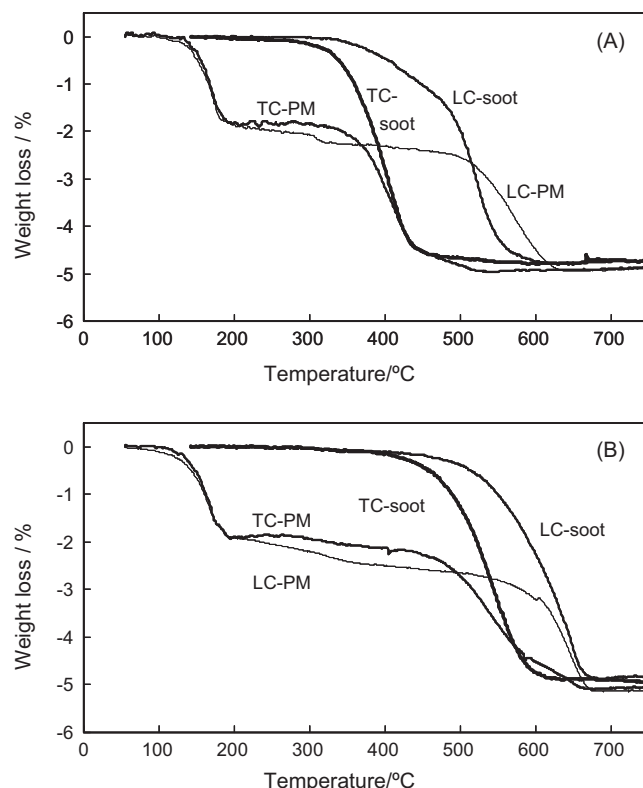 (A)
0
-1
-2
-3
-4
-5
-6
Weight loss / %
TC-PM
TC-
soot
LC-soot
LC-PM
0 100 200 300 400 500 600 700
Temperature/ºC
(B)
0
-1
-2
-3
-4
-5
-6
Weight loss / %
TC-PM
LC-PM
TC-soot
LC-soot
0 100 200 300 400 500 600 700
Temperature/ºC